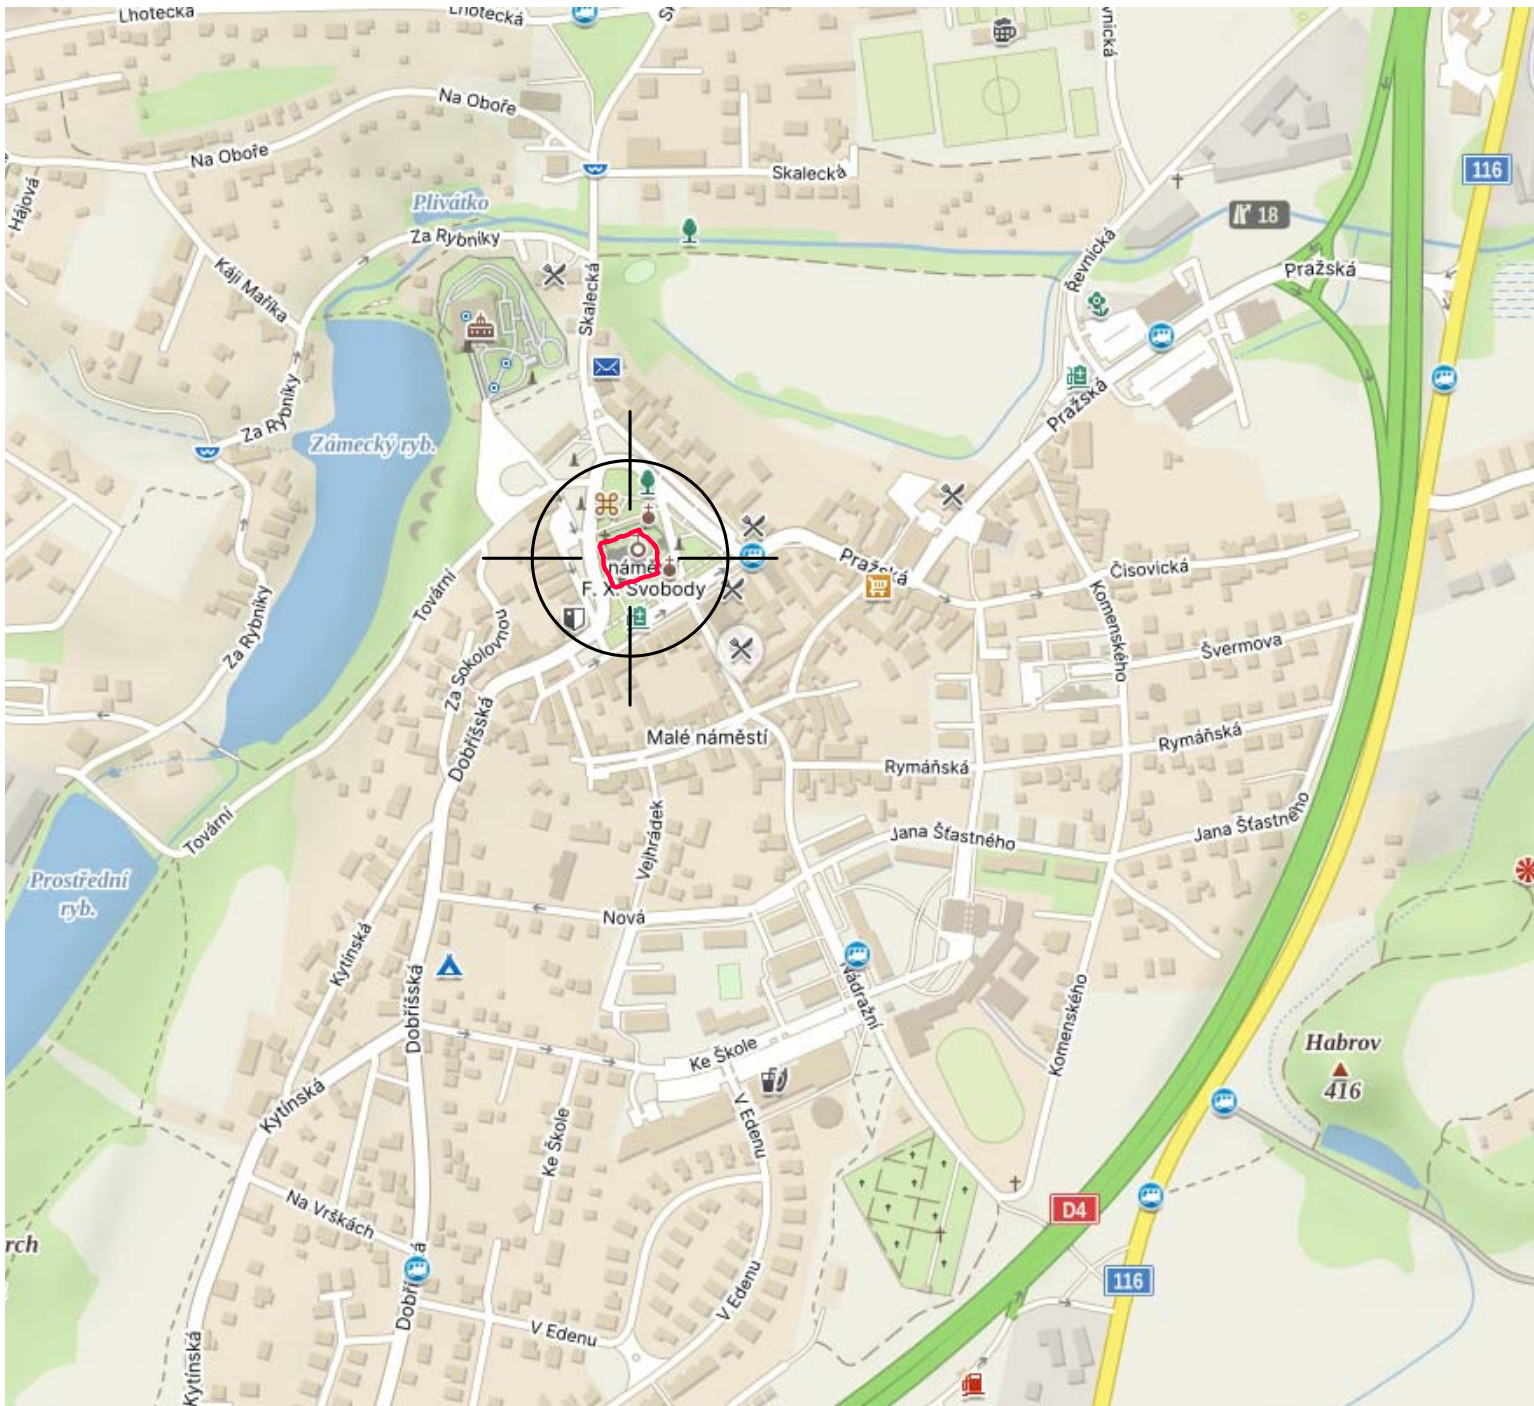 Lhotecká
Lhotecká
Na Oboře
Na Oboře
Skalecká
116
Hájová
Plivátko
Za Rybníky
18
Káji Maříka
Skalecká
Řevnická
Pražská
Za Rybníky
Zámecký ryb.
Pražská
Tovární
námě
F. X. Svobody
Pražská
Čisovická
Za Rybníky
Za Sokolovnou
Komenského
Švermova
Dobříšská
Malé náměstí
Rymáňská
Rymáňská
Tovární
Vejhrádek
Jana Šťastného
Jana Šťastného
Prostřední
ryb.
Nová
Kytínská
Dobříšská
Nádražní
Komenského
Ke Škole
Habrov
416
Kytínská
Ke Škole
V Edenu
Na Vrškách
D4
rch
116
V Edenu
V Edenu
Kytínská